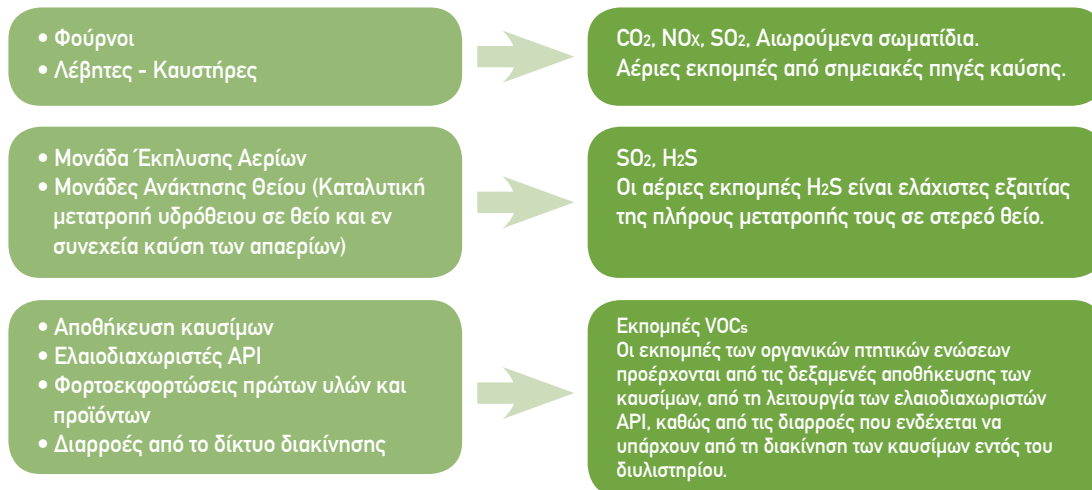 • Φούρνοι
• Λέβητες - Καυστήρες
CO₂, NOx, SO₂, Αιωρούμενα σωματίδια.
Αέριες εκπομπές από σημειακές πηγές καύσης.
• Μονάδα Έκπλυσης Αερίων
• Μονάδες Ανάκτησης Θείου (Καταλυτική
μετατροπή υδρόθειου σε θείο και εν
συνεχεία καύση των απαερίων)
SO₂, H₂S
Οι αέριες εκπομπές H₂S είναι ελάχιστες εξαιτίας
της πλήρους μετατροπής τους σε στερεό θείο.
• Αποθήκευση καυσίμων
• Ελαιοδιαχωριστές API
• Φορτοεκφορτώσεις πρώτων υλών και
προϊόντων
• Διαρροές από το δίκτυο διακίνησης
Εκπομπές VOCs
Οι εκπομπές των οργανικών πτητικών ενώσεων
προέρχονται από τις δεξαμενές αποθήκευσης των
καυσίμων, από τη λειτουργία των ελαιοδιαχωριστών
API, καθώς από τις διαρροές που ενδέχεται να
υπάρχουν από τη διακίνηση των καυσίμων εντός του
διυλιστηρίου.